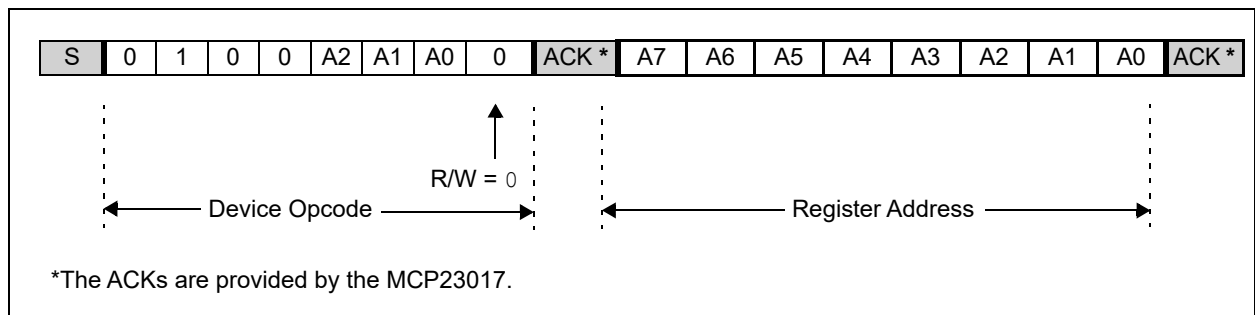 S 0 1 0 0 A2 A1 A0 0 ACK * A7 A6 A5 A4 A3 A2 A1 A0 ACK *
R/W = 0
Device Opcode Register Address
*The ACKs are provided by the MCP23017.